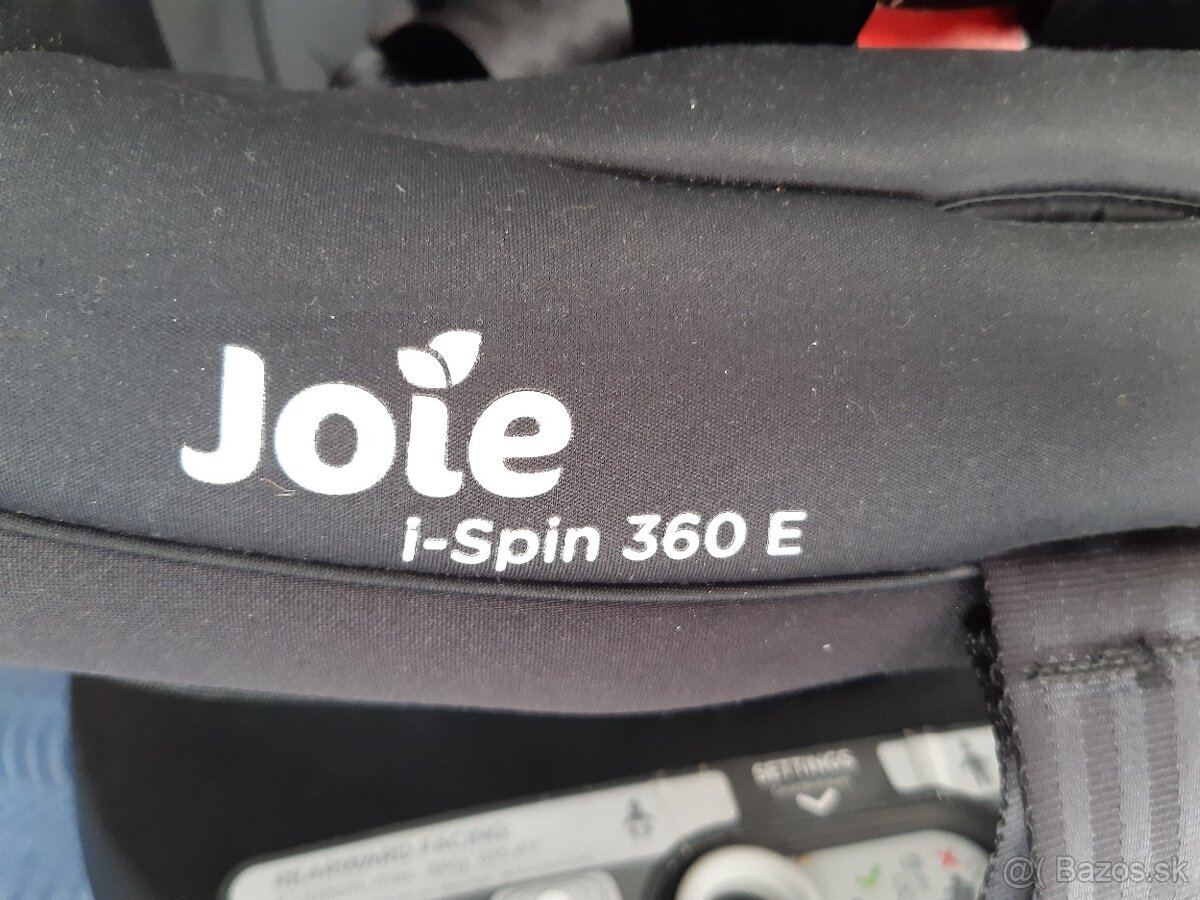 Joie
i-Spin 360 E
SETTINGS
REARWARD FACING
@( Bazos.sk